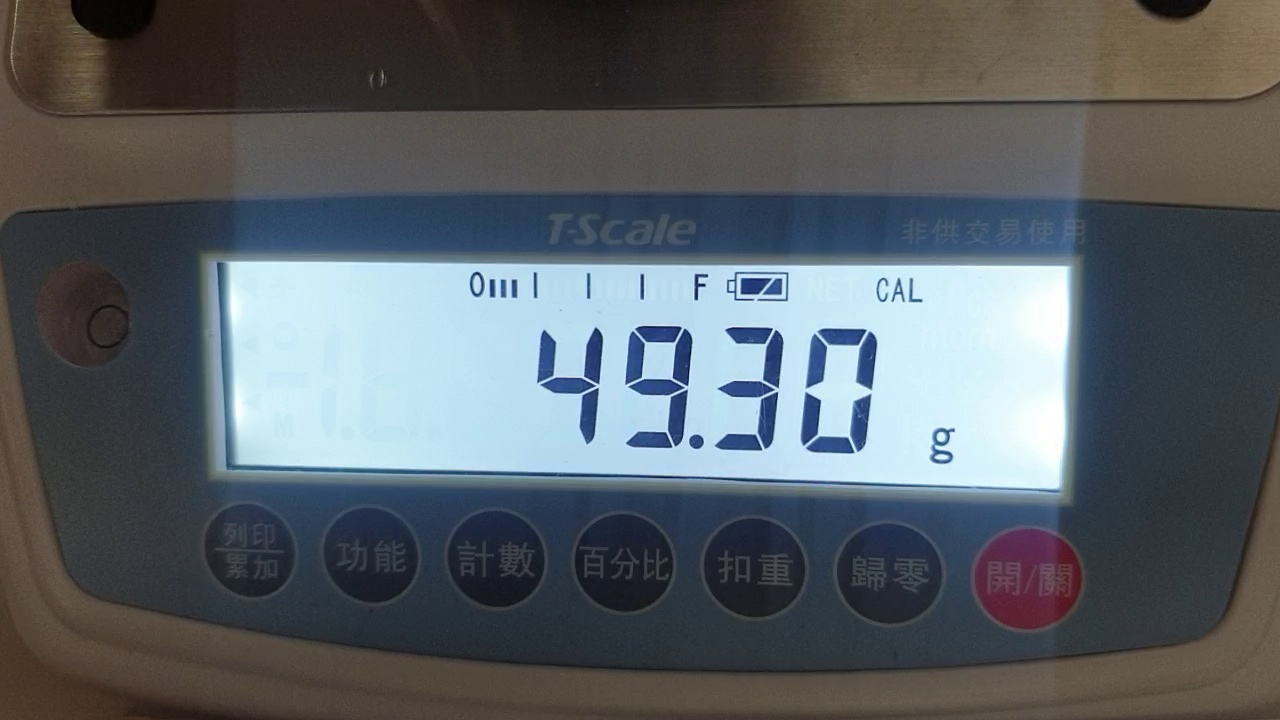 T-Scale
非供交易使用
0 F CAL
49.30 g
列印
累加
功能
計數
百分比
扣重
歸零
開/關